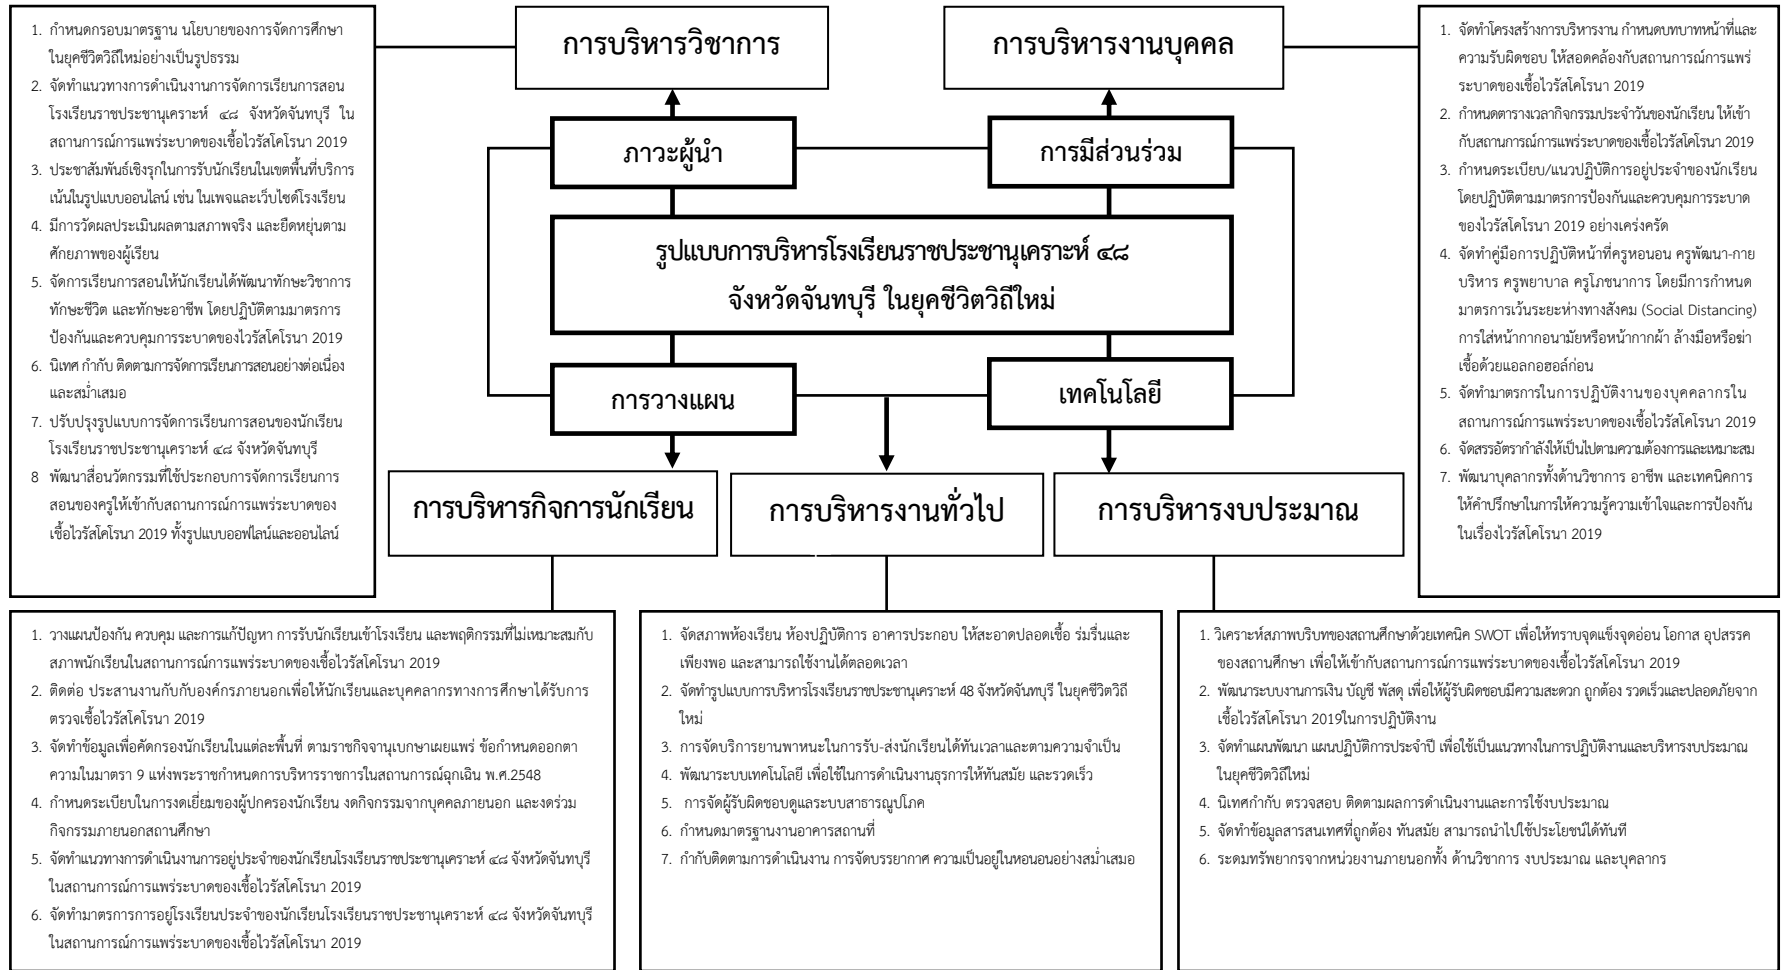 1. กำหนดกรอบมาตรฐาน นโยบายของการจัดการศึกษา
ในยุคชีวิตวิถีใหม่อย่างเป็นรูปธรรม
2. จัดทำแนวทางการดำเนินงานการจัดการเรียนการสอน
โรงเรียนราชประชานุเคราะห์ ๔๘ จังหวัดจันทบุรี ใน
สถานการณ์การแพร่ระบาดของเชื้อไวรัสโคโรนา 2019
3. ประชาสัมพันธ์เชิงรุกในการรับนักเรียนในเขตพื้นที่บริการ
เน้นในรูปแบบออนไลน์ เช่น ในเพจและเว็บไซต์โรงเรียน
4. มีการวัดผลประเมินผลตามสภาพจริง และยืดหยุ่นตาม
ศักยภาพของผู้เรียน
5. จัดการเรียนการสอนให้นักเรียนได้พัฒนาทักษะวิชาการ
ทักษะชีวิต และทักษะอาชีพ โดยปฏิบัติตามมาตรการ
ป้องกันและควบคุมการระบาดของไวรัสโคโรนา 2019
6. นิเทศ กำกับ ติดตามการจัดการเรียนการสอนอย่างต่อเนื่อง
และสม่ำเสมอ
7. ปรับปรุงรูปแบบการจัดการเรียนการสอนของนักเรียน
โรงเรียนราชประชานุเคราะห์ ๔๘ จังหวัดจันทบุรี
8 พัฒนาสื่อนวัตกรรมที่ใช้ประกอบการจัดการเรียนการ
สอนของครูให้เข้ากับสถานการณ์การแพร่ระบาดของ
เชื้อไวรัสโคโรนา 2019 ทั้งรูปแบบออฟไลน์และออนไลน์
การบริหารวิชาการ
การบริหารงานบุคคล
ภาวะผู้นำ
การมีส่วนร่วม
รูปแบบการบริหารโรงเรียนราชประชานุเคราะห์ ๔๘
จังหวัดจันทบุรี ในยุคชีวิตวิถีใหม่
การวางแผน
เทคโนโลยี
การบริหารกิจการนักเรียน
การบริหารงานทั่วไป
การบริหารงบประมาณ
1. จัดทำโครงสร้างการบริหารงาน กำหนดบทบาทหน้าที่และ
ความรับผิดชอบ ให้สอดคล้องกับสถานการณ์การแพร่
ระบาดของเชื้อไวรัสโคโรนา 2019
2. กำหนดตารางเวลากิจกรรมประจำวันของนักเรียน ให้เข้า
กับสถานการณ์การแพร่ระบาดของเชื้อไวรัสโคโรนา 2019
3. กำหนดระเบียบ/แนวปฏิบัติการอยู่ประจำของนักเรียน
โดยปฏิบัติตามมาตรการป้องกันและควบคุมการระบาด
ของไวรัสโคโรนา 2019 อย่างเคร่งครัด
4. จัดทำคู่มือการปฏิบัติหน้าที่ครูหอนอน ครูพัฒนา-กาย
บริหาร ครูพยาบาล ครูโภชนาการ โดยมีการกำหนด
มาตรการเว้นระยะห่างทางสังคม (Social Distancing)
การใส่หน้ากากอนามัยหรือหน้ากากผ้า ล้างมือหรือฆ่า
เชื้อด้วยแอลกอฮอล์ก่อน
5. จัดทำมาตรการในการปฏิบัติงานของบุคคลากรใน
สถานการณ์การแพร่ระบาดของเชื้อไวรัสโคโรนา 2019
6. จัดสรรอัตรากำลังให้เป็นไปตามความต้องการและเหมาะสม
7. พัฒนาบุคลากรทั้งด้านวิชาการ อาชีพ และเทคนิคการ
ให้คำปรึกษาในการให้ความรู้ความเข้าใจและการป้องกัน
ในเรื่องไวรัสโคโรนา 2019
1. วางแผนป้องกัน ควบคุม และการแก้ปัญหา การรับนักเรียนเข้าโรงเรียน และพฤติกรรมที่ไม่เหมาะสมกับ
สภาพนักเรียนในสถานการณ์การแพร่ระบาดของเชื้อไวรัสโคโรนา 2019
2. ติดต่อ ประสานงานกับกับองค์กรภายนอกเพื่อให้นักเรียนและบุคคลากรทางการศึกษาได้รับการ
ตรวจเชื้อไวรัสโคโรนา 2019
3. จัดทำข้อมูลเพื่อคัดกรองนักเรียนในแต่ละพื้นที่ ตามราชกิจจานุเบกษาเผยแพร่ ข้อกำหนดออกตา
ความในมาตรา 9 แห่งพระราชกำหนดการบริหารราชการในสถานการณ์ฉุกเฉิน พ.ศ.2548
4. กำหนดระเบียบในการงดเยี่ยมของผู้ปกครองนักเรียน งดกิจกรรมจากบุคคลภายนอก และงดร่วม
กิจกรรมภายนอกสถานศึกษา
5. จัดทำแนวทางการดำเนินงานการอยู่ประจำของนักเรียนโรงเรียนราชประชานุเคราะห์ ๔๘ จังหวัดจันทบุรี
ในสถานการณ์การแพร่ระบาดของเชื้อไวรัสโคโรนา 2019
6. จัดทำมาตรการการอยู่โรงเรียนประจำของนักเรียนโรงเรียนราชประชานุเคราะห์ ๔๘ จังหวัดจันทบุรี
ในสถานการณ์การแพร่ระบาดของเชื้อไวรัสโคโรนา 2019
1. จัดสภาพห้องเรียน ห้องปฏิบัติการ อาคารประกอบ ให้สะอาดปลอดเชื้อ ร่มรื่นและ
เพียงพอ และสามารถใช้งานได้ตลอดเวลา
2. จัดทำรูปแบบการบริหารโรงเรียนราชประชานุเคราะห์ 48 จังหวัดจันทบุรี ในยุคชีวิตวิถี
ใหม่
3. การจัดบริการยานพาหนะในการรับ-ส่งนักเรียนได้ทันเวลาและตามความจำเป็น
4. พัฒนาระบบเทคโนโลยี เพื่อใช้ในการดำเนินงานธุรการให้ทันสมัย และรวดเร็ว
5. การจัดผู้รับผิดชอบดูแลระบบสาธารณูปโภค
6. กำหนดมาตรฐานงานอาคารสถานที่
7. กำกับติดตามการดำเนินงาน การจัดบรรยากาศ ความเป็นอยู่ในหอนอนอย่างสม่ำเสมอ
1. วิเคราะห์สภาพบริบทของสถานศึกษาด้วยเทคนิค SWOT เพื่อให้ทราบจุดแข็งจุดอ่อน โอกาส อุปสรรค
ของสถานศึกษา เพื่อให้เข้ากับสถานการณ์การแพร่ระบาดของเชื้อไวรัสโคโรนา 2019
2. พัฒนาระบบงานการเงิน บัญชี พัสดุ เพื่อให้ผู้รับผิดชอบมีความสะดวก ถูกต้อง รวดเร็วและปลอดภัยจาก
เชื้อไวรัสโคโรนา 2019ในการปฏิบัติงาน
3. จัดทำแผนพัฒนา แผนปฏิบัติการประจำปี เพื่อใช้เป็นแนวทางในการปฏิบัติงานและบริหารงบประมาณ
ในยุคชีวิตวิถีใหม่
4. นิเทศกำกับ ตรวจสอบ ติดตามผลการดำเนินงานและการใช้งบประมาณ
5. จัดทำข้อมูลสารสนเทศที่ถูกต้อง ทันสมัย สามารถนำไปใช้ประโยชน์ได้ทันที
6. ระดมทรัพยากรจากหน่วยงานภายนอกทั้ง ด้านวิชาการ งบประมาณ และบุคลากร